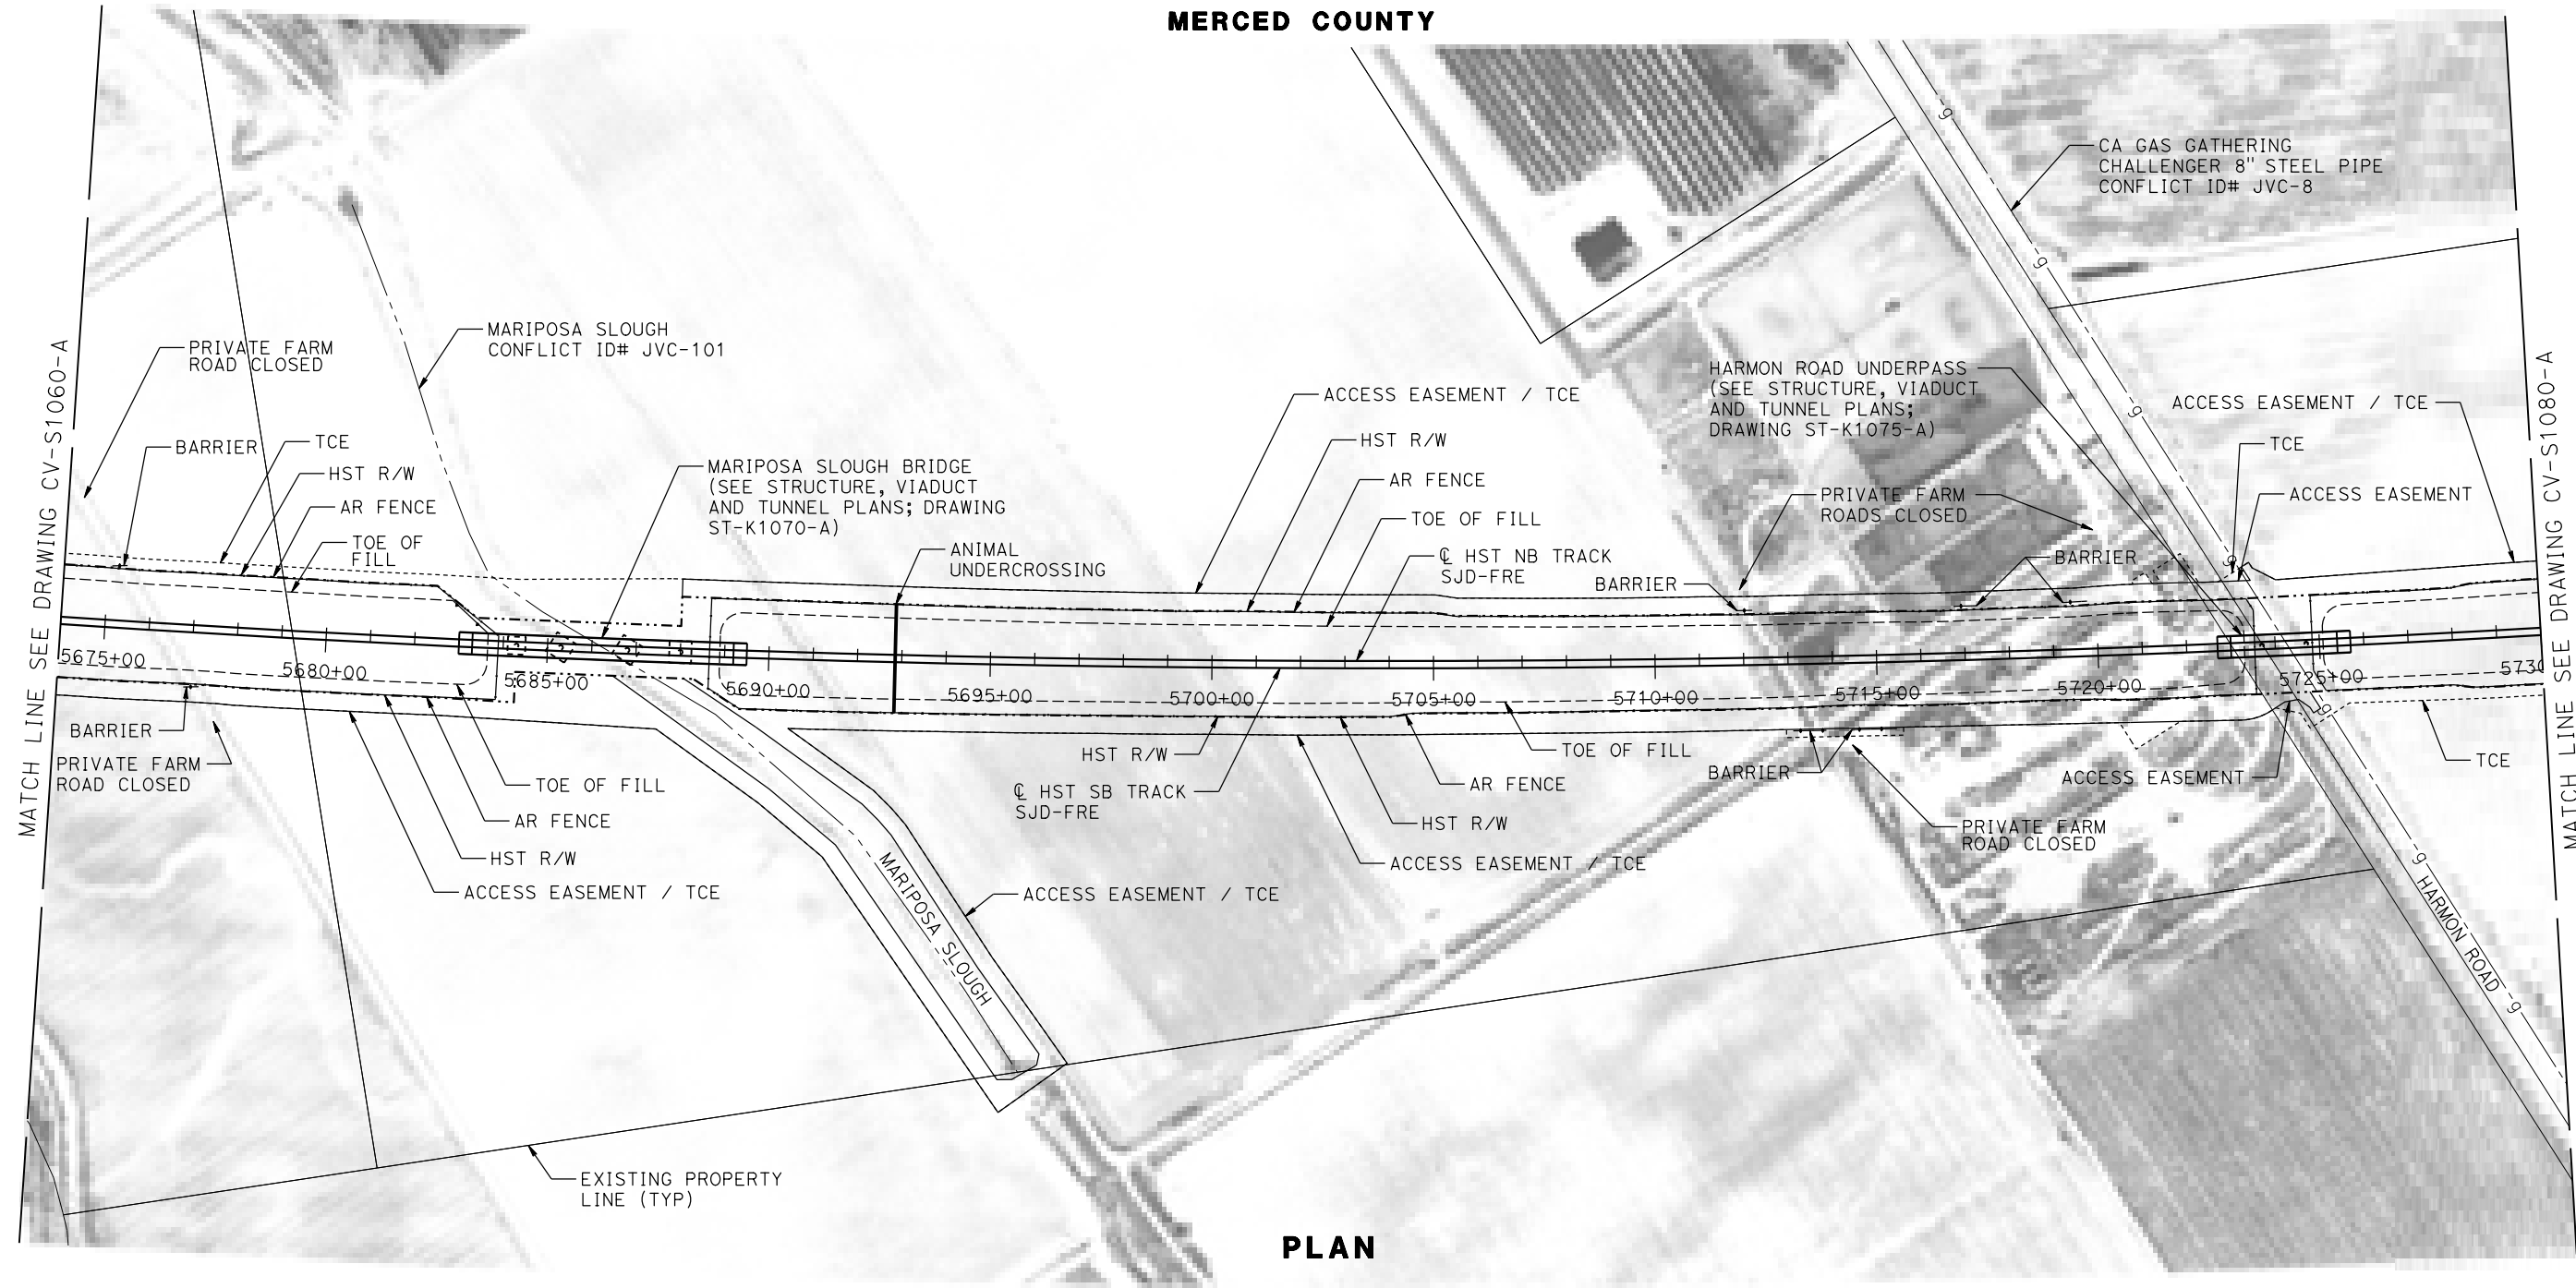 MERCED COUNTY
CA GAS GATHERING
CHALLENGER 8" STEEL PIPE
CONFLICT ID# JVC-8
MATCH LINE SEE DRAWING CV-S1060-A
PRIVATE FARM
ROAD CLOSED
MARIPOSA SLOUGH
CONFLICT ID# JVC-101
BARRIER
TCE
HST R/W
AR FENCE
TOE OF
FILL
MARIPOSA SLOUGH BRIDGE
(SEE STRUCTURE, VIADUCT
AND TUNNEL PLANS; DRAWING
ST-K1070-A)
ANIMAL
UNDERCROSSING
ACCESS EASEMENT / TCE
HST R/W
AR FENCE
TOE OF FILL
℄ HST NB TRACK
SJD-FRE
BARRIER
HARMON ROAD UNDERPASS
(SEE STRUCTURE, VIADUCT
AND TUNNEL PLANS;
DRAWING ST-K1075-A)
PRIVATE FARM
ROADS CLOSED
BARRIER
ACCESS EASEMENT / TCE
TCE
ACCESS EASEMENT
MATCH LINE SEE DRAWING CV-S1080-A
g
g
g
g
g
g
g
5675+00
5680+00
5685+00
5690+00
5695+00
5700+00
5705+00
5710+00
5715+00
5720+00
5725+00
5730
BARRIER
PRIVATE FARM
ROAD CLOSED
TOE OF FILL
AR FENCE
HST R/W
ACCESS EASEMENT / TCE
MARIPOSA SLOUGH
ACCESS EASEMENT / TCE
HST R/W
℄ HST SB TRACK
SJD-FRE
TOE OF FILL
AR FENCE
HST R/W
ACCESS EASEMENT / TCE
BARRIER
PRIVATE FARM
ROAD CLOSED
ACCESS EASEMENT
TCE
HARMON ROAD
EXISTING PROPERTY
LINE (TYP)
PLAN